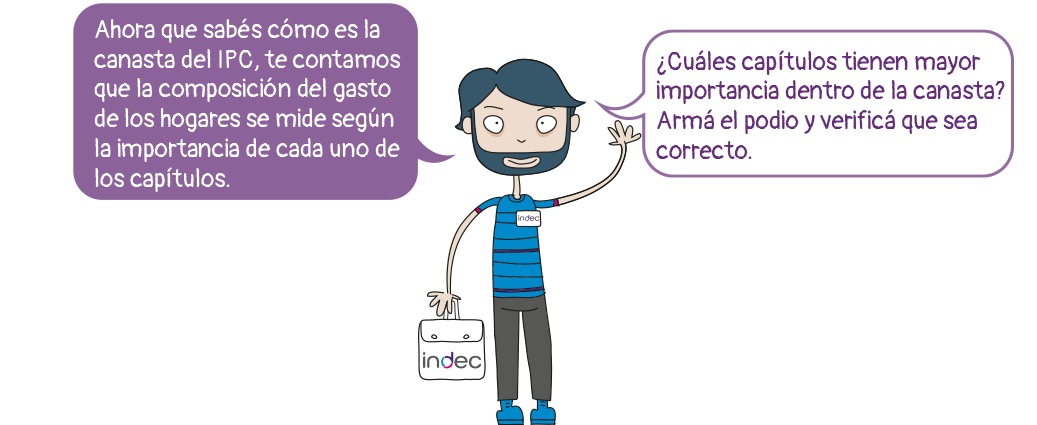 Ahora que sabés cómo es la
canasta del IPC, te contamos
que la composición del gasto
de los hogares se mide según
la importancia de cada uno de
los capítulos.
¿Cuáles capítulos tienen mayor
importancia dentro de la canasta?
Armá el podio y verificá que sea
correcto.
indec
indec